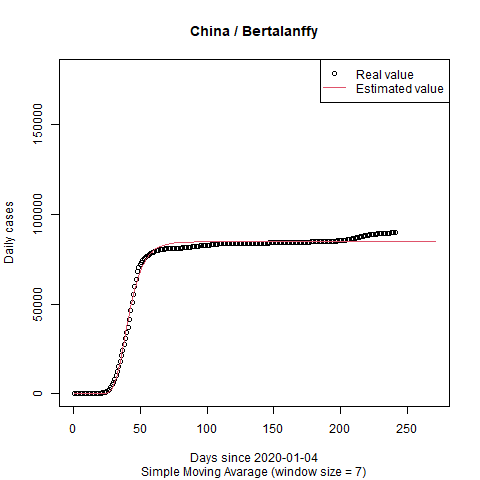 China / Bertalanffy
Real value
Estimated value
Daily cases
150000
100000
50000
0
0 50 100 150 200 250
Days since 2020-01-04
Simple Moving Avarage (window size = 7)